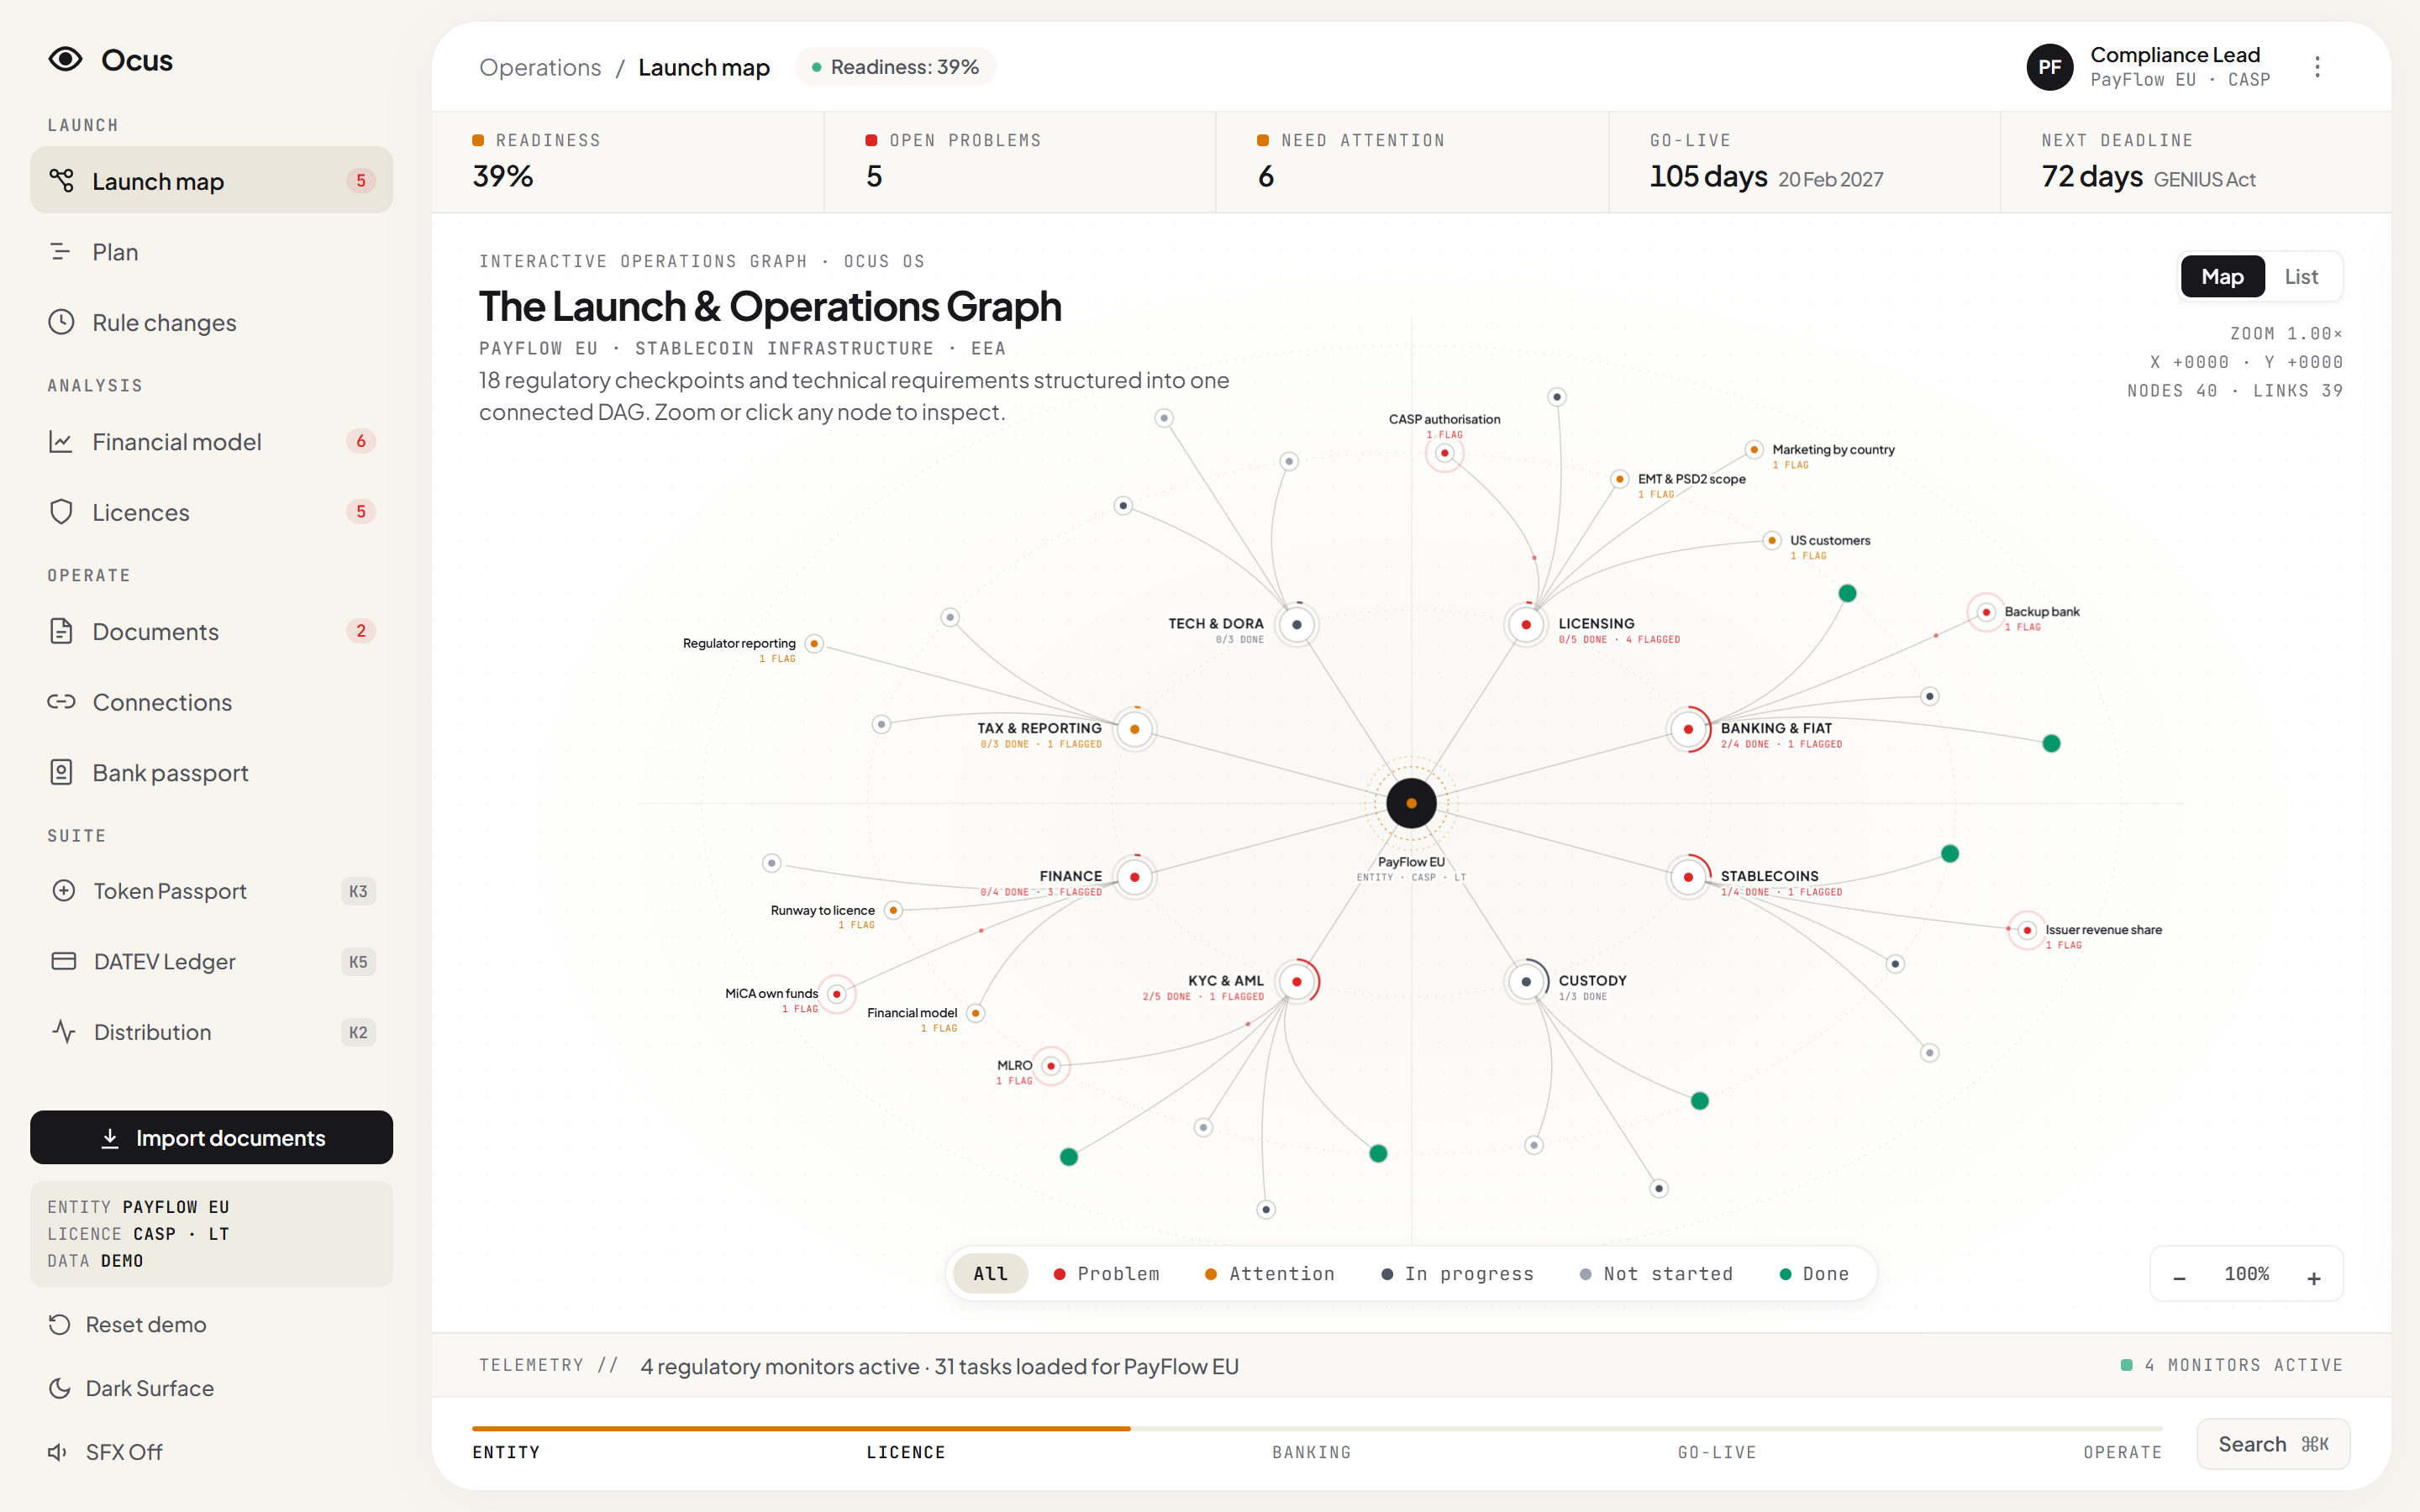 Ocus
LAUNCH
Launch map 5
Plan
Rule changes
ANALYSIS
Financial model 6
Licences 5
OPERATE
Documents 2
Connections
Bank passport
SUITE
Token Passport K3
DATEV Ledger K5
Distribution K2
Import documents
ENTITY PAYFLOW EU
LICENCE CASP · LT
DATA DEMO
Reset demo
Dark Surface
SFX Off
Operations / Launch map Readiness: 39%
PF Compliance Lead
PayFlow EU · CASP
READINESS
39%
OPEN PROBLEMS
5
NEED ATTENTION
6
GO-LIVE
105 days 20 Feb 2027
NEXT DEADLINE
72 days GENIUS Act
INTERACTIVE OPERATIONS GRAPH · OCUS OS
The Launch & Operations Graph
PAYFLOW EU · STABLECOIN INFRASTRUCTURE · EEA
18 regulatory checkpoints and technical requirements structured into one
connected DAG. Zoom or click any node to inspect.
Map List
ZOOM 1.00×
X +0000 · Y +0000
NODES 40 · LINKS 39
CASP authorisation
1 FLAG
Marketing by country
1 FLAG
EMT & PSD2 scope
1 FLAG
US customers
1 FLAG
Backup bank
1 FLAG
TECH & DORA
0/3 DONE
LICENSING
0/5 DONE · 4 FLAGGED
Regulator reporting
1 FLAG
TAX & REPORTING
0/3 DONE · 1 FLAGGED
BANKING & FIAT
2/4 DONE · 1 FLAGGED
PayFlow EU
ENTITY · CASP · LT
FINANCE
0/4 DONE · 3 FLAGGED
STABLECOINS
1/4 DONE · 1 FLAGGED
Runway to licence
1 FLAG
Issuer revenue share
1 FLAG
MiCA own funds
1 FLAG
Financial model
1 FLAG
KYC & AML
2/5 DONE · 1 FLAGGED
CUSTODY
1/3 DONE
MLRO
1 FLAG
All Problem Attention In progress Not started Done
− 100% +
TELEMETRY // 4 regulatory monitors active · 31 tasks loaded for PayFlow EU
4 MONITORS ACTIVE
ENTITY LICENCE BANKING GO-LIVE OPERATE
Search ⌘K